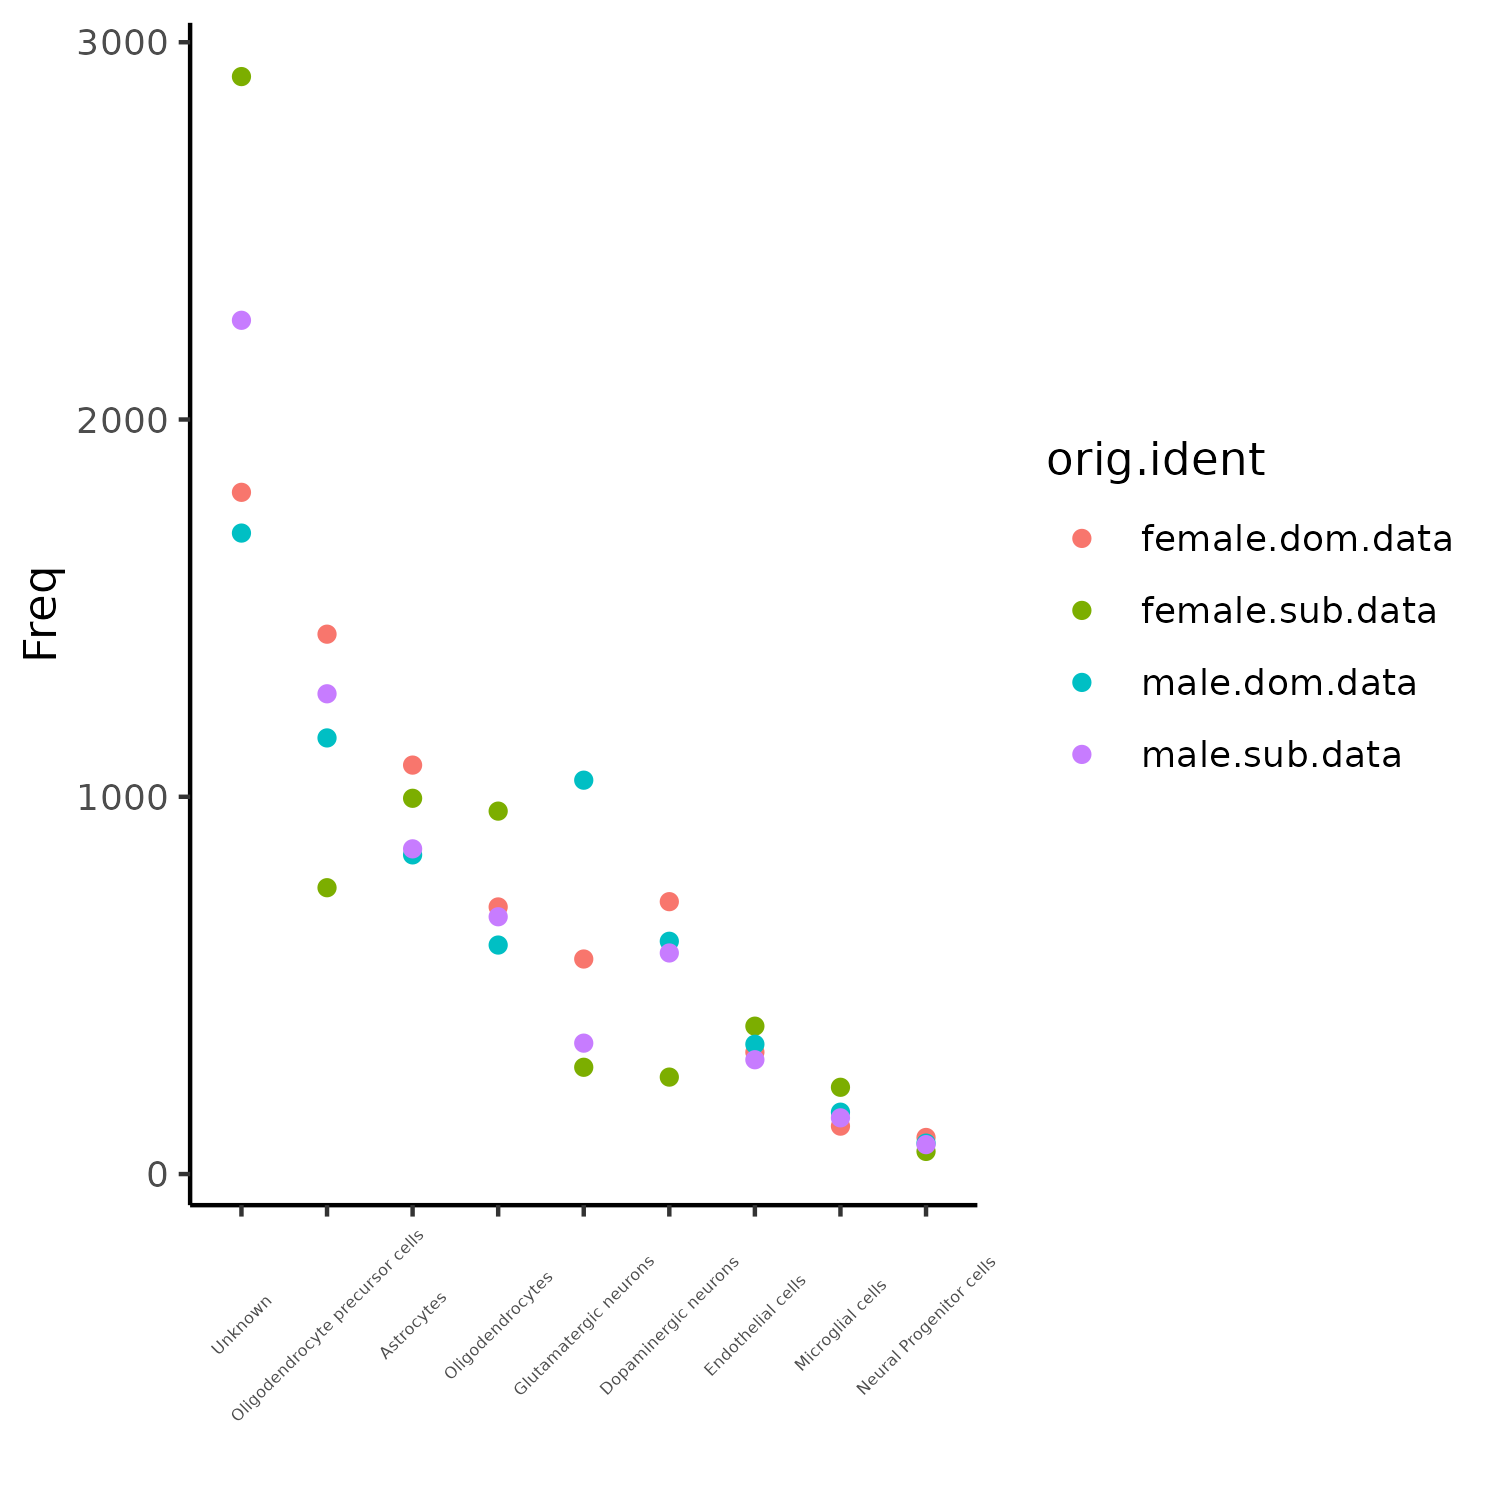 3000
2000
1000
0
Freq
Unknown
Oligodendrocyte precursor cells
Astrocytes
Oligodendrocytes
Glutamatergic neurons
Dopaminergic neurons
Endothelial cells
Microglial cells
Neural Progenitor cells
orig.ident
female.dom.data
female.sub.data
male.dom.data
male.sub.data